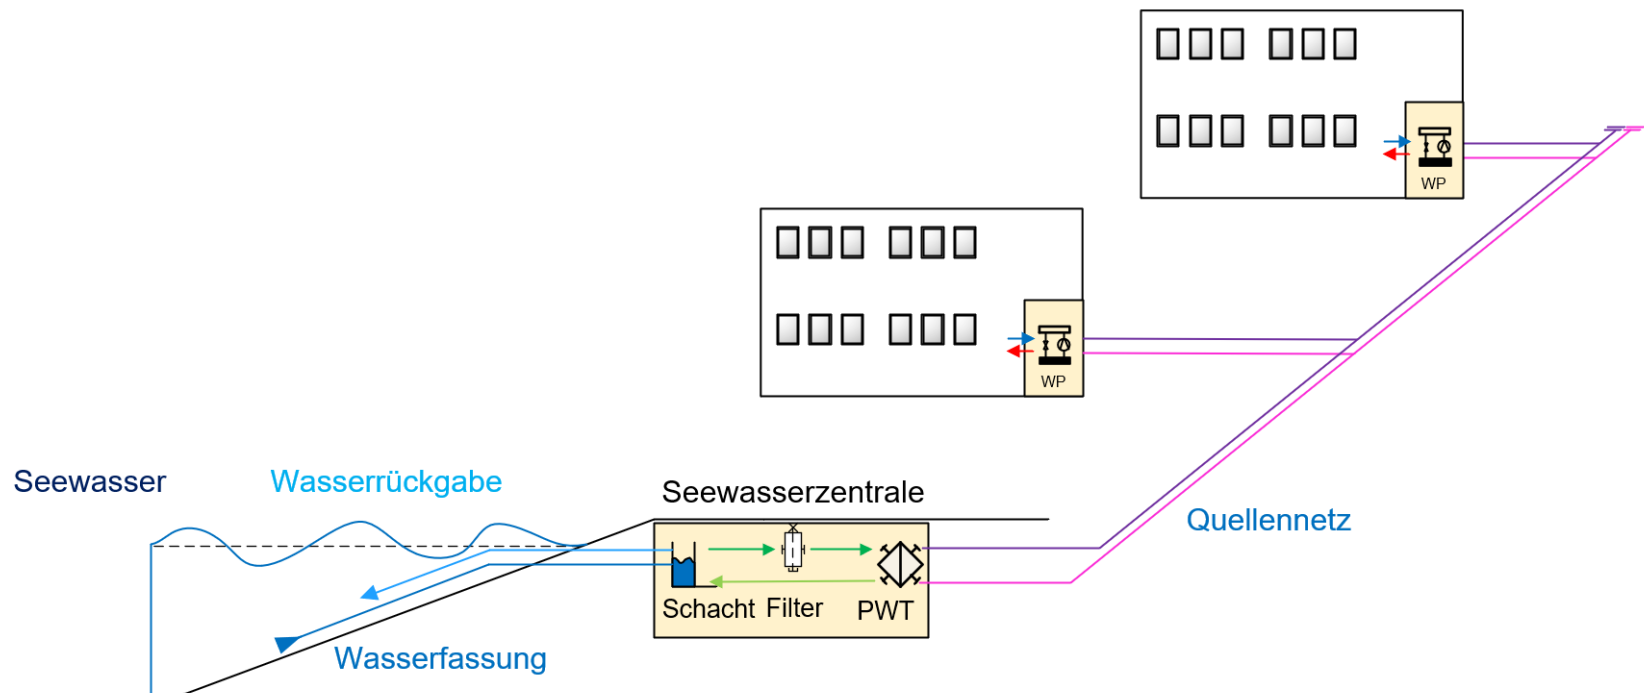 WP
WP
Seewasser
Wasserrückgabe
Seewasserzentrale
Quellennetz
Schacht
Filter
PWT
Wasserfassung